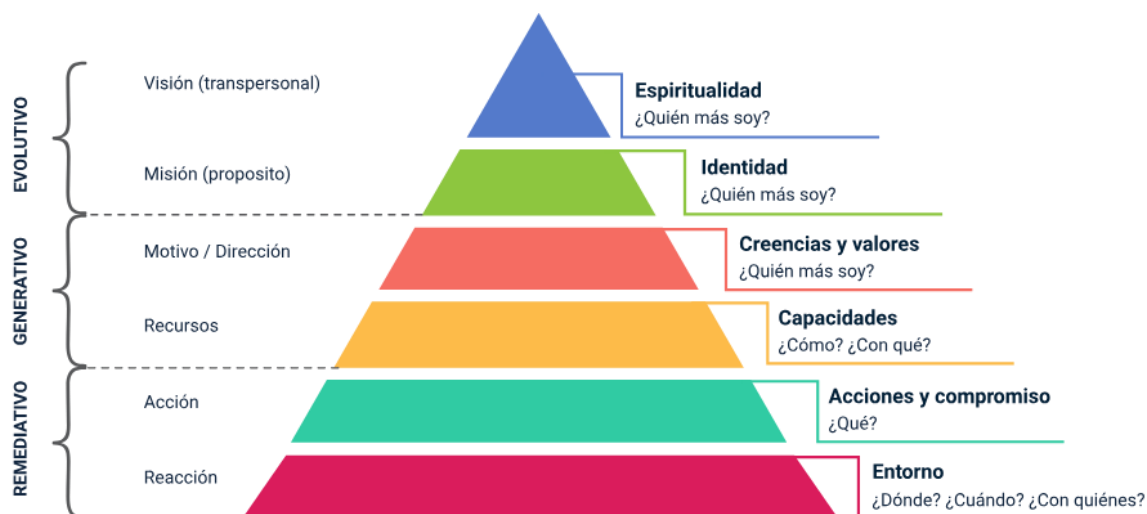 EVOLUTIVO
Visión (transpersonal)
Espiritualidad
¿Quién más soy?
Misión (proposito)
Identidad
¿Quién más soy?
GENERATIVO
Motivo / Dirección
Creencias y valores
¿Quién más soy?
Recursos
Capacidades
¿Cómo? ¿Con qué?
REMEDIATIVO
Acción
Acciones y compromiso
¿Qué?
Reacción
Entorno
¿Dónde? ¿Cuándo? ¿Con quiénes?